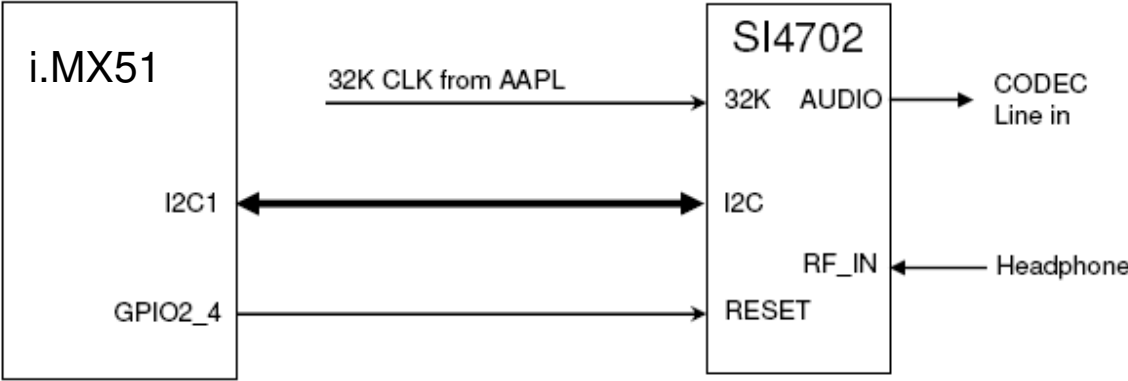 i.MX51
SI4702
32K CLK from AAPL
32K AUDIO
CODEC
Line in
I2C1
I2C
RF_IN
Headphone
GPIO2_4
RESET